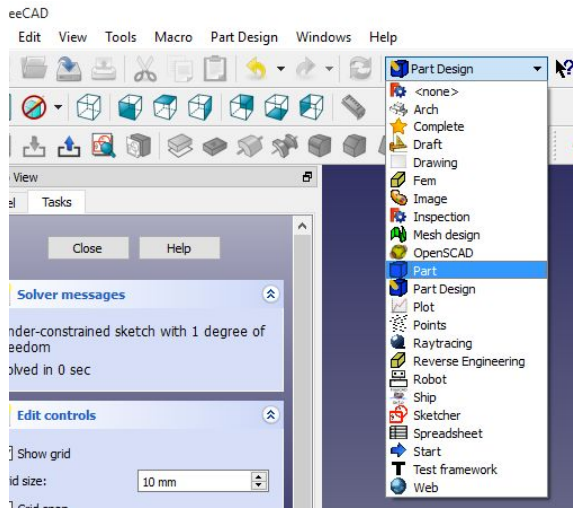 eeCAD
Edit View Tools Macro Part Design Windows Help
Part Design
<none>
Arch
Complete
Draft
Drawing
Fem
Image
Inspection
Mesh design
OpenSCAD
Part
Part Design
Plot
Points
Raytracing
Reverse Engineering
Robot
Ship
Sketcher
Spreadsheet
Start
Test framework
Web
View
el Tasks
Close Help
Solver messages
nder-constrained sketch with 1 degree of
eedom
olved in 0 sec
Edit controls
Show grid
id size: 10 mm